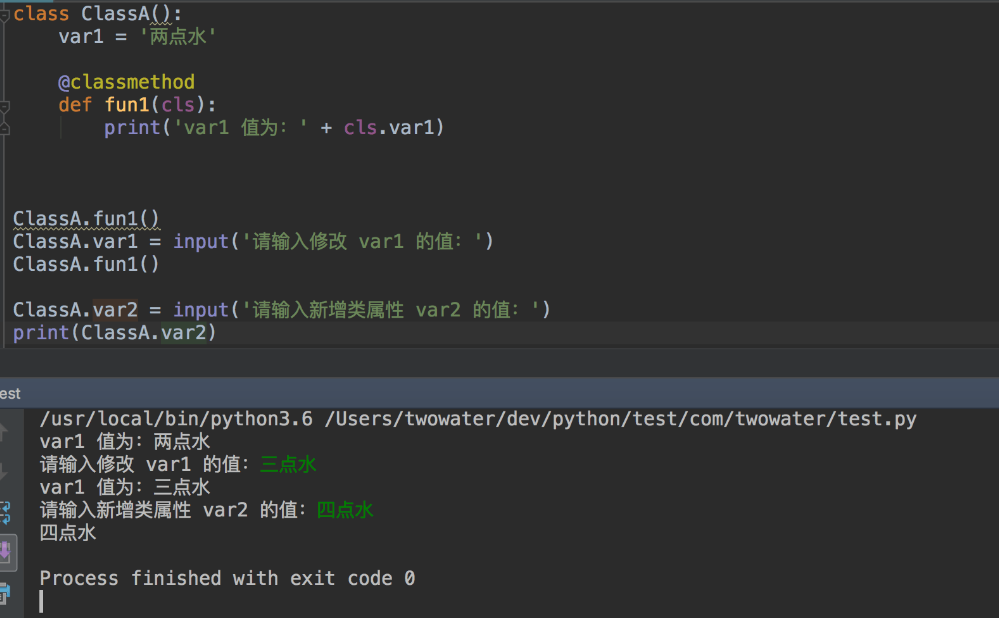 class ClassA():
    var1 = '两点水'
    @classmethod
    def fun1(cls):
        print('var1 值为：' + cls.var1)
ClassA.fun1()
ClassA.var1 = input('请输入修改 var1 的值：')
ClassA.fun1()
ClassA.var2 = input('请输入新增类属性 var2 的值：')
print(ClassA.var2)
est
/usr/local/bin/python3.6 /Users/twowater/dev/python/test/com/twowater/test.py
var1 值为：两点水
请输入修改 var1 的值：三点水
var1 值为：三点水
请输入新增类属性 var2 的值：四点水
四点水
Process finished with exit code 0